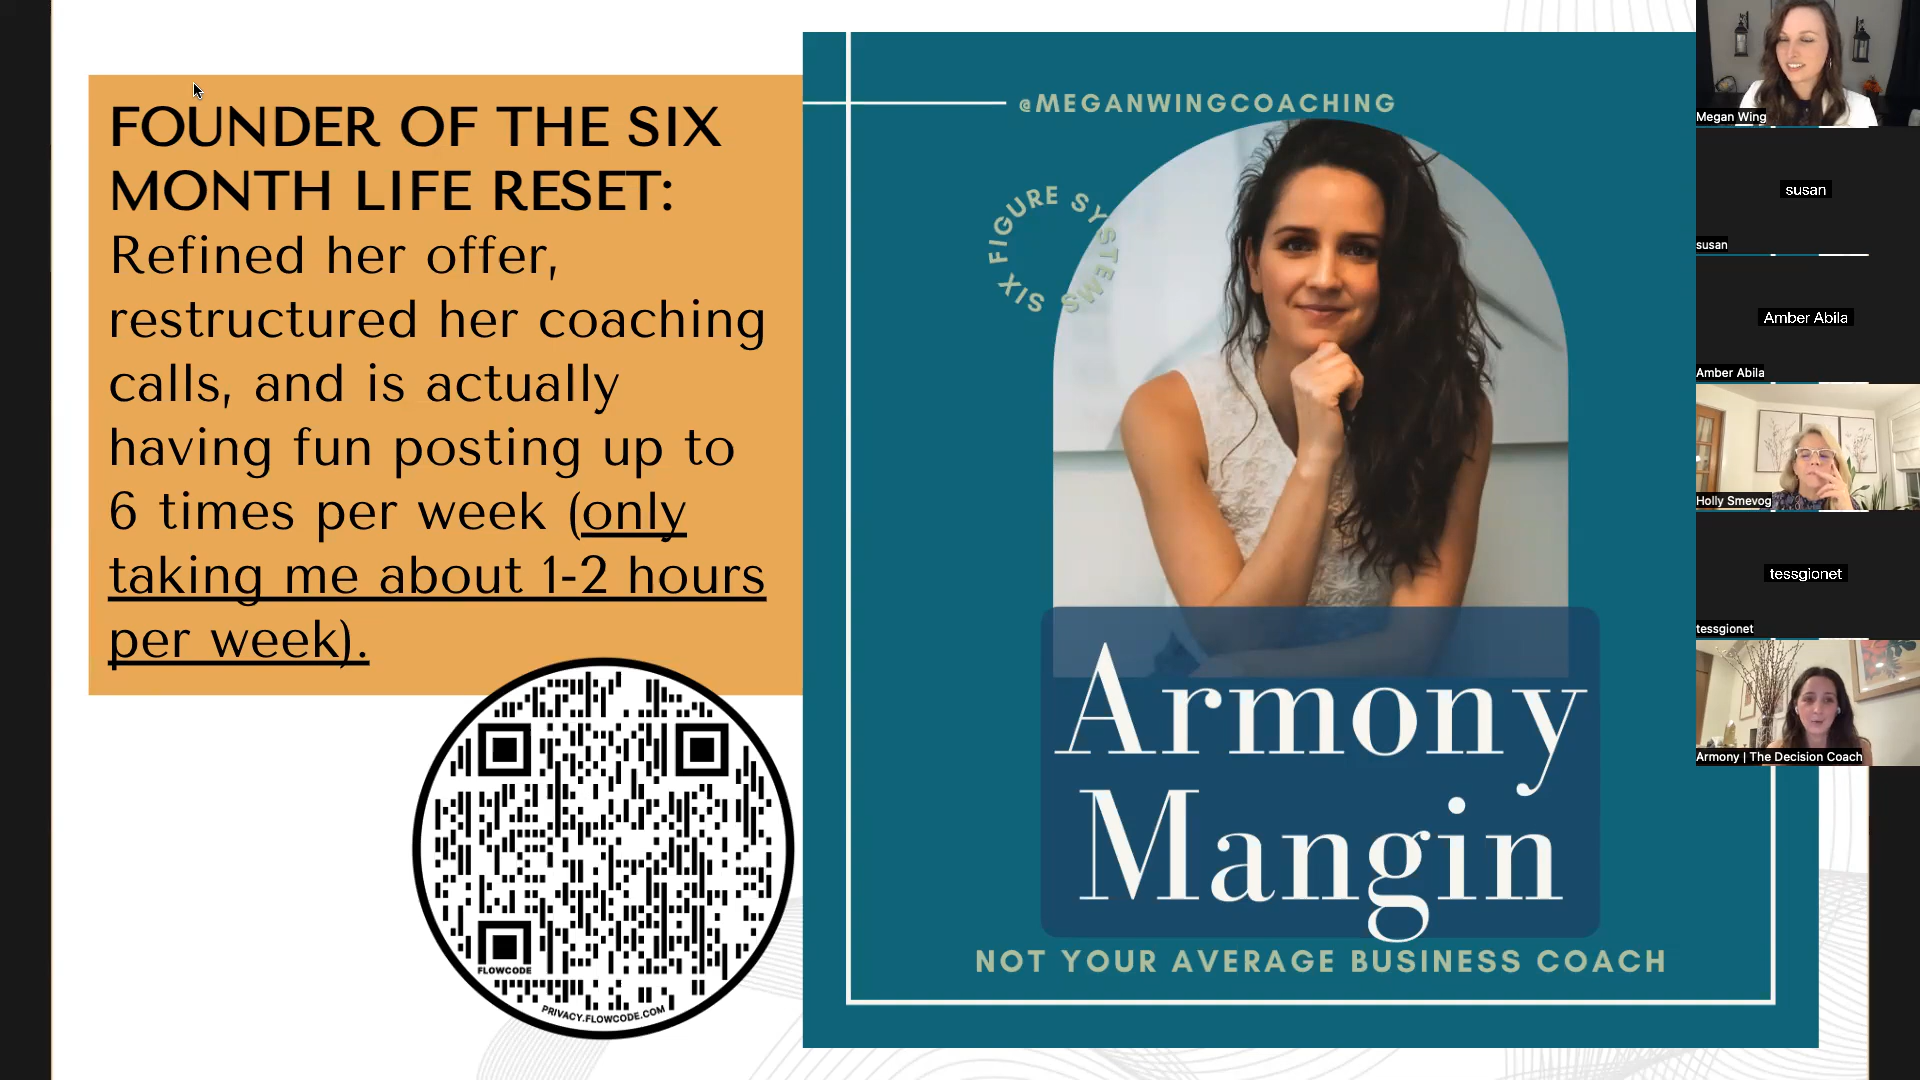 FOUNDER OF THE SIX
MONTH LIFE RESET:
Refined her offer,
restructured her coaching
calls, and is actually
having fun posting up to
6 times per week (only
taking me about 1-2 hours
per week).
FLOWCODE
PRIVACY.FLOWCODE.COM
@MEGANWINGCOACHING
SIX FIGURE SYSTEMS
Armony
Mangin
NOT YOUR AVERAGE BUSINESS COACH
Megan Wing
susan
susan
Amber Abila
Amber Abila
Holly Smevog
tessgionet
tessgionet
Armony | The Decision Coach